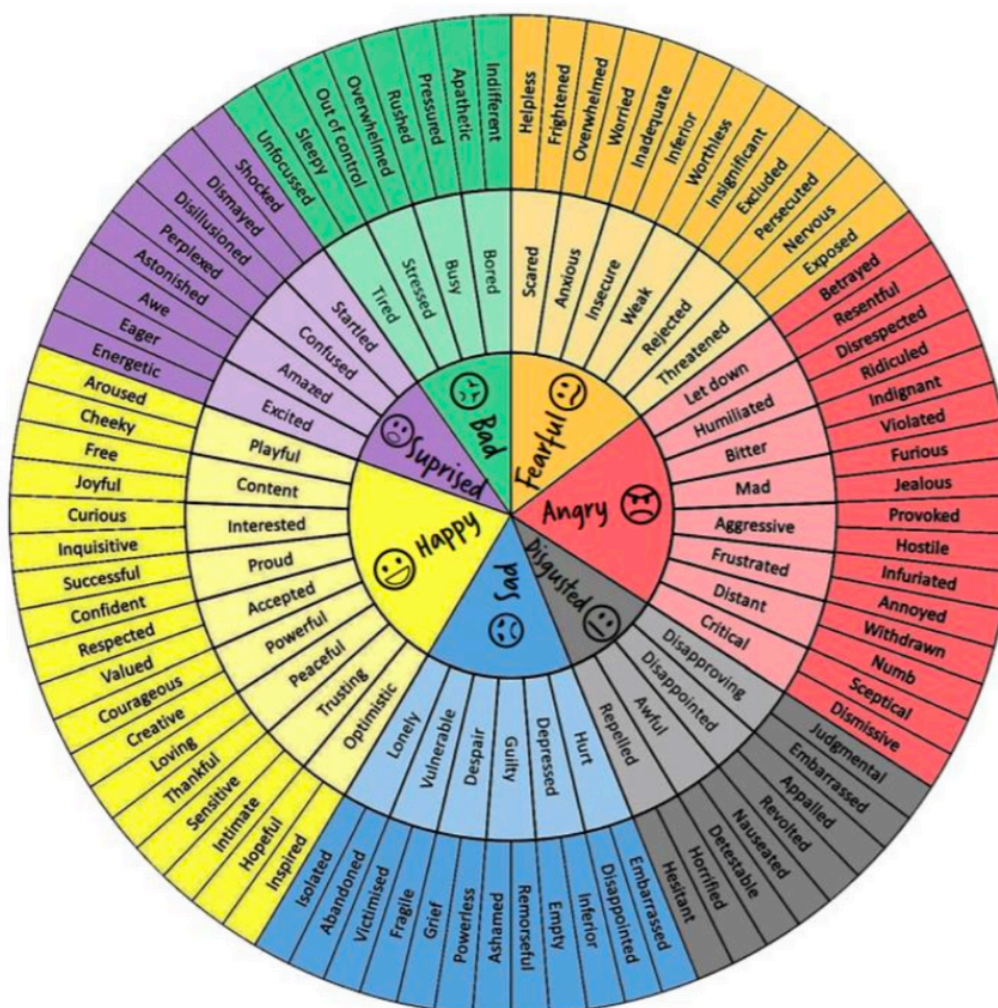 Bad
Fearful
Angry
Disgusted
Sad
Happy
Suprised
Tired
Stressed
Busy
Bored
Scared
Anxious
Insecure
Weak
Rejected
Threatened
Let down
Humiliated
Bitter
Mad
Aggressive
Frustrated
Distant
Critical
Disapproving
Disappointed
Awful
Repelled
Hurt
Depressed
Guilty
Despair
Vulnerable
Lonely
Optimistic
Trusting
Peaceful
Powerful
Accepted
Proud
Interested
Content
Playful
Excited
Amazed
Confused
Startled
Unfocussed
Sleepy
Out of control
Overwhelmed
Rushed
Pressured
Apathetic
Indifferent
Helpless
Frightened
Overwhelmed
Worried
Inadequate
Inferior
Worthless
Insignificant
Excluded
Persecuted
Nervous
Exposed
Betrayed
Resentful
Disrespected
Ridiculed
Indignant
Violated
Furious
Jealous
Provoked
Hostile
Infuriated
Annoyed
Withdrawn
Numb
Sceptical
Dismissive
Judgmental
Embarrassed
Appalled
Revolted
Nauseated
Detestable
Horrified
Hesitant
Embarrassed
Disappointed
Inferior
Empty
Remorseful
Ashamed
Powerless
Grief
Fragile
Victimised
Abandoned
Isolated
Inspired
Hopeful
Intimate
Sensitive
Thankful
Loving
Creative
Courageous
Valued
Respected
Confident
Successful
Inquisitive
Curious
Joyful
Free
Cheeky
Aroused
Energetic
Eager
Awe
Astonished
Perplexed
Disillusioned
Dismayed
Shocked